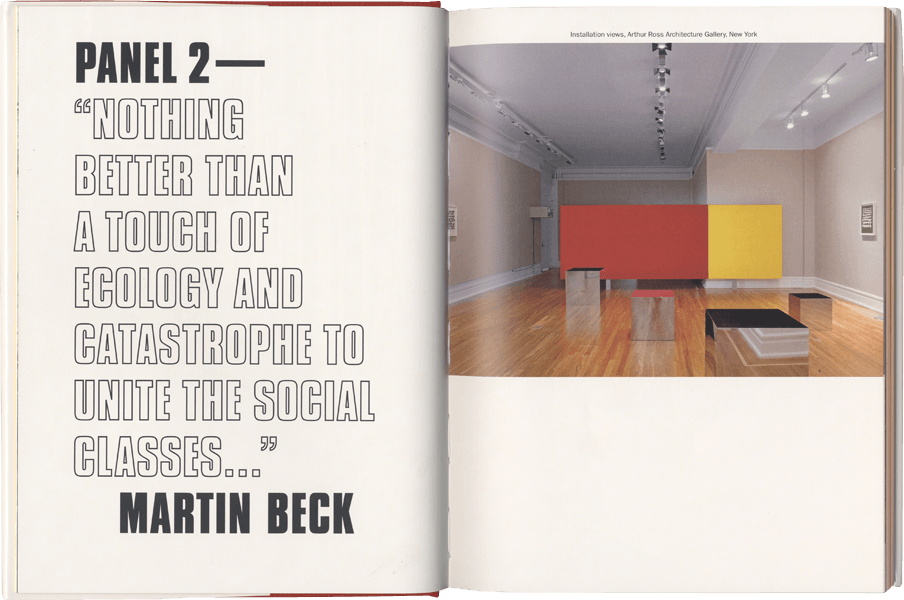 PANEL 2—
“NOTHING
BETTER THAN
A TOUCH OF
ECOLOGY AND
CATASTROPHE TO
UNITE THE SOCIAL
CLASSES...”
MARTIN BECK
Installation views, Arthur Ross Architecture Gallery, New York